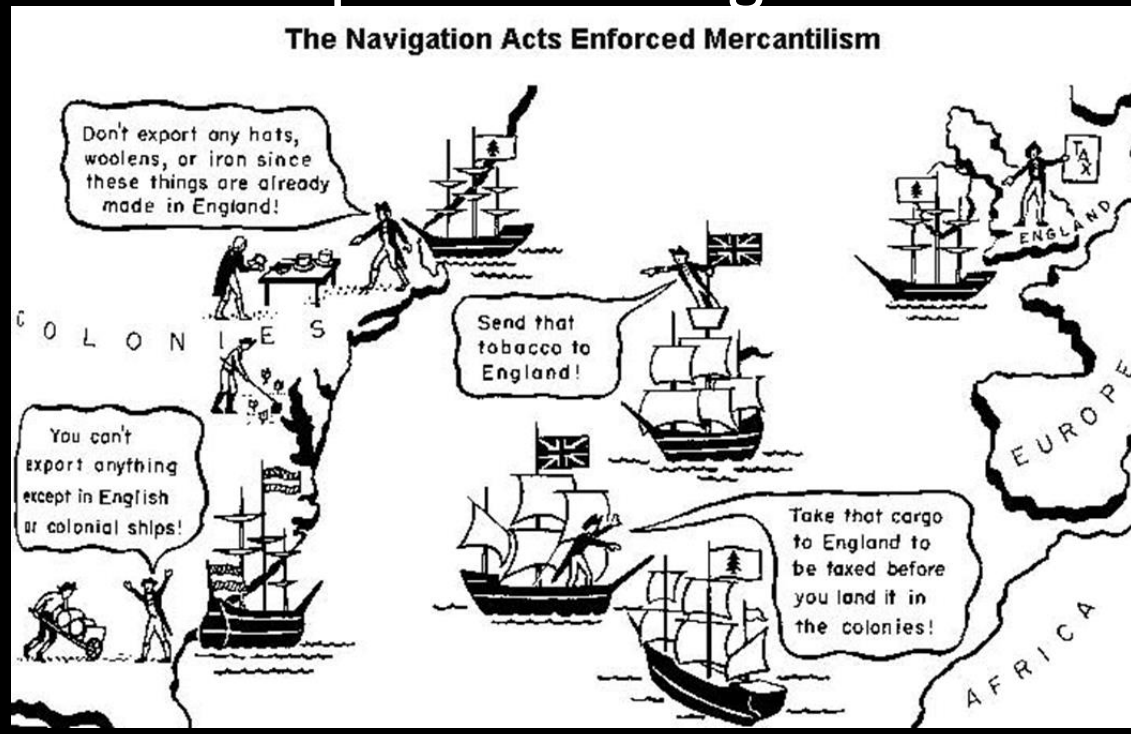 The Navigation Acts Enforced Mercantilism
Don't export any hats,
woolens, or iron since
these things are already
made in England!
TAX
ENGLAND
COLONIES
Send that
tobacco to
England!
You can't
export anything
except in English
or colonial ships!
EUROPE
Take that cargo
to England to
be taxed before
you land it in
the colonies!
AFRICA